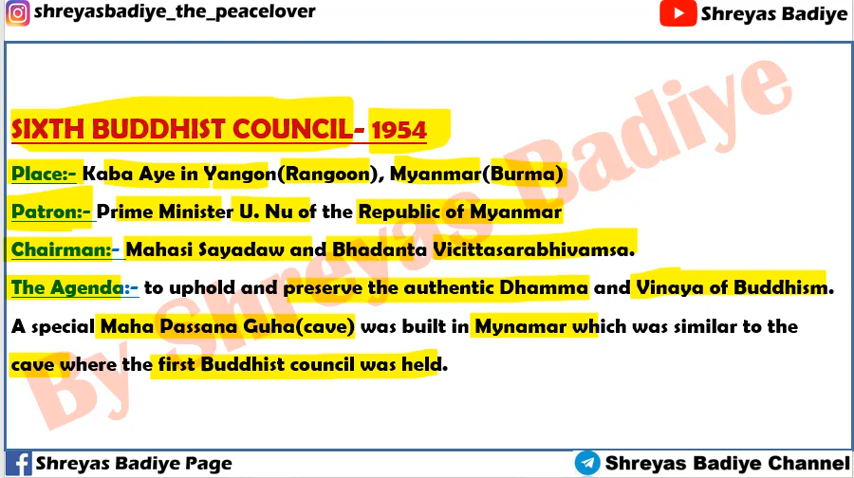 shreyasbadiye_the_peacelover
Shreyas Badiye
SIXTH BUDDHIST COUNCIL- 1954
Place:- Kaba Aye in Yangon(Rangoon), Myanmar(Burma)
Patron:- Prime Minister U. Nu of the Republic of Myanmar
Chairman:- Mahasi Sayadaw and Bhadanta Vicittasarabhivamsa.
The Agenda:- to uphold and preserve the authentic Dhamma and Vinaya of Buddhism.
A special Maha Passana Guha(cave) was built in Mynamar which was similar to the
cave where the first Buddhist council was held.
By Shreyas Badiye
Shreyas Badiye Page
Shreyas Badiye Channel